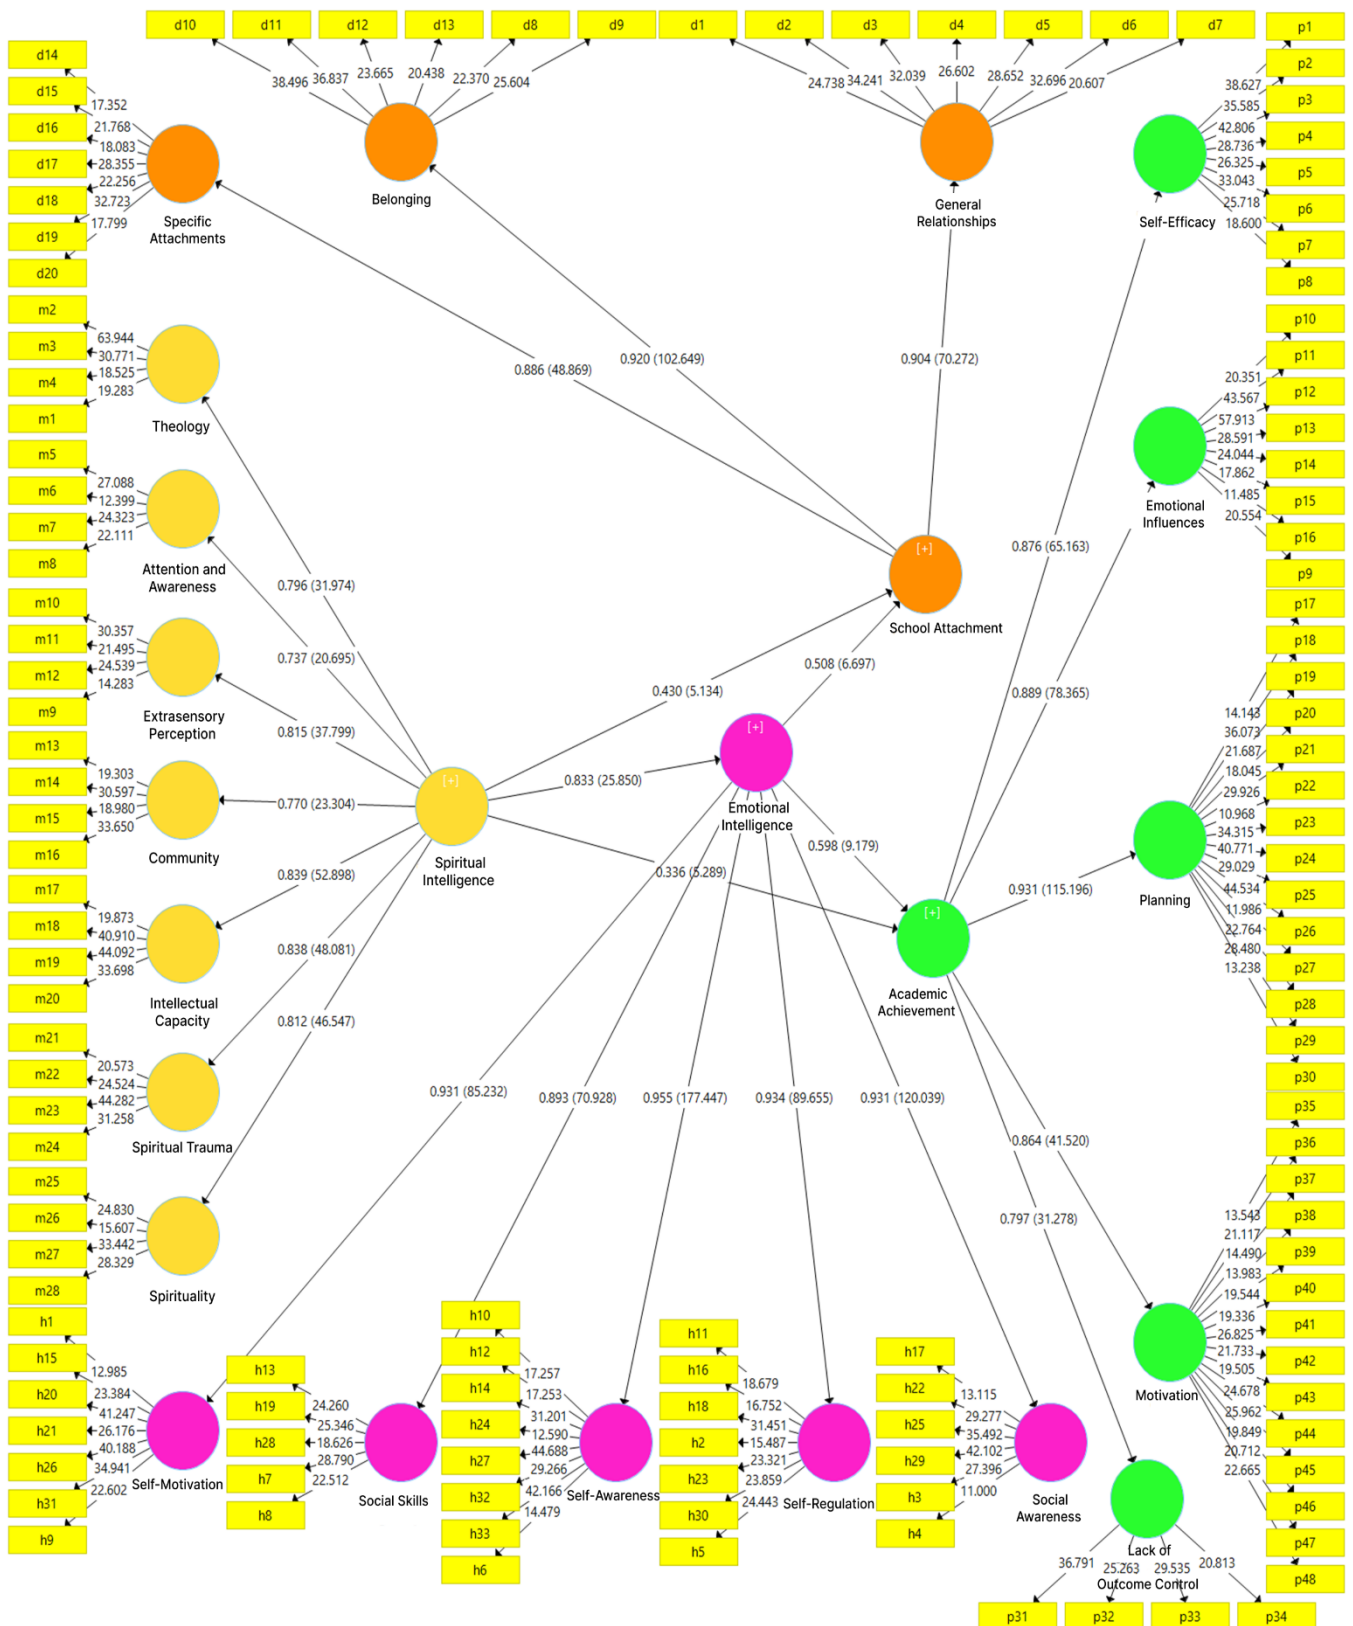 d10
d11
d12
d13
d8
d9
d1
d2
d3
d4
d5
d6
d7
38.496
36.837
23.665
20.438
22.370
25.604
24.738
34.241
32.039
26.602
28.652
32.696
20.607
Belonging
General
Relationships
d14
d15
d16
d17
d18
d19
d20
17.352
21.768
18.083
28.355
22.256
32.723
17.799
Specific
Attachments
p1
p2
p3
p4
p5
p6
p7
p8
38.627
35.585
42.806
28.736
26.325
33.043
25.718
18.600
Self-Efficacy
m2
m3
m4
m1
63.944
30.771
18.525
19.283
Theology
p10
p11
p12
p13
p14
p15
p16
p9
20.351
43.567
57.913
28.591
24.044
17.862
11.485
20.554
Emotional
Influences
0.886 (48.869)
0.920 (102.649)
0.904 (70.272)
m5
m6
m7
m8
27.088
12.399
24.323
22.111
Attention and
Awareness
0.796 (31.974)
0.737 (20.695)
0.815 (37.799)
0.770 (23.304)
0.839 (52.898)
0.838 (48.081)
0.812 (46.547)
[+]
School Attachment
0.876 (65.163)
0.889 (78.365)
m10
m11
m12
m9
30.357
21.495
24.539
14.283
Extrasensory
Perception
0.430 (5.134)
0.508 (6.697)
0.833 (25.850)
[+]
Emotional
Intelligence
[+]
Spiritual
Intelligence
0.598 (9.179)
0.336 (5.289)
0.931 (115.196)
[+]
Academic
Achievement
m13
m14
m15
m16
19.303
30.597
18.980
33.650
Community
p17
p18
p19
p20
p21
p22
p23
p24
p25
p26
p27
p28
p29
p30
14.143
36.073
21.687
18.045
29.926
10.968
34.315
40.771
29.029
44.534
11.986
22.764
28.480
13.238
Planning
m17
m18
m19
m20
19.873
40.910
44.092
33.698
Intellectual
Capacity
m21
m22
m23
m24
20.573
24.524
44.282
31.258
Spiritual Trauma
m25
m26
m27
m28
24.830
15.607
33.442
28.329
Spirituality
0.931 (85.232)
0.893 (70.928)
0.955 (177.447)
0.934 (89.655)
0.931 (120.039)
0.864 (41.520)
0.797 (31.278)
p35
p36
p37
p38
p39
p40
p41
p42
p43
p44
p45
p46
p47
p48
13.543
21.117
14.490
13.983
19.544
19.336
26.825
21.733
19.505
24.678
25.962
19.849
20.712
22.665
Motivation
h1
h15
h20
h21
h26
h31
h9
12.985
23.384
41.247
26.176
40.188
34.941
22.602
Self-Motivation
h13
h19
h28
h7
h8
24.260
25.346
18.626
28.790
22.512
Social Skills
h10
h12
h14
h24
h27
h32
h33
h6
17.257
17.253
31.201
12.590
44.688
29.266
42.166
14.479
Self-Awareness
h11
h16
h18
h2
h23
h30
h5
18.679
16.752
31.451
15.487
23.321
23.859
24.443
Self-Regulation
h17
h22
h25
h29
h3
h4
13.115
29.277
35.492
42.102
27.396
11.000
Social
Awareness
Lack of
Outcome Control
36.791
25.263
29.535
20.813
p31
p32
p33
p34